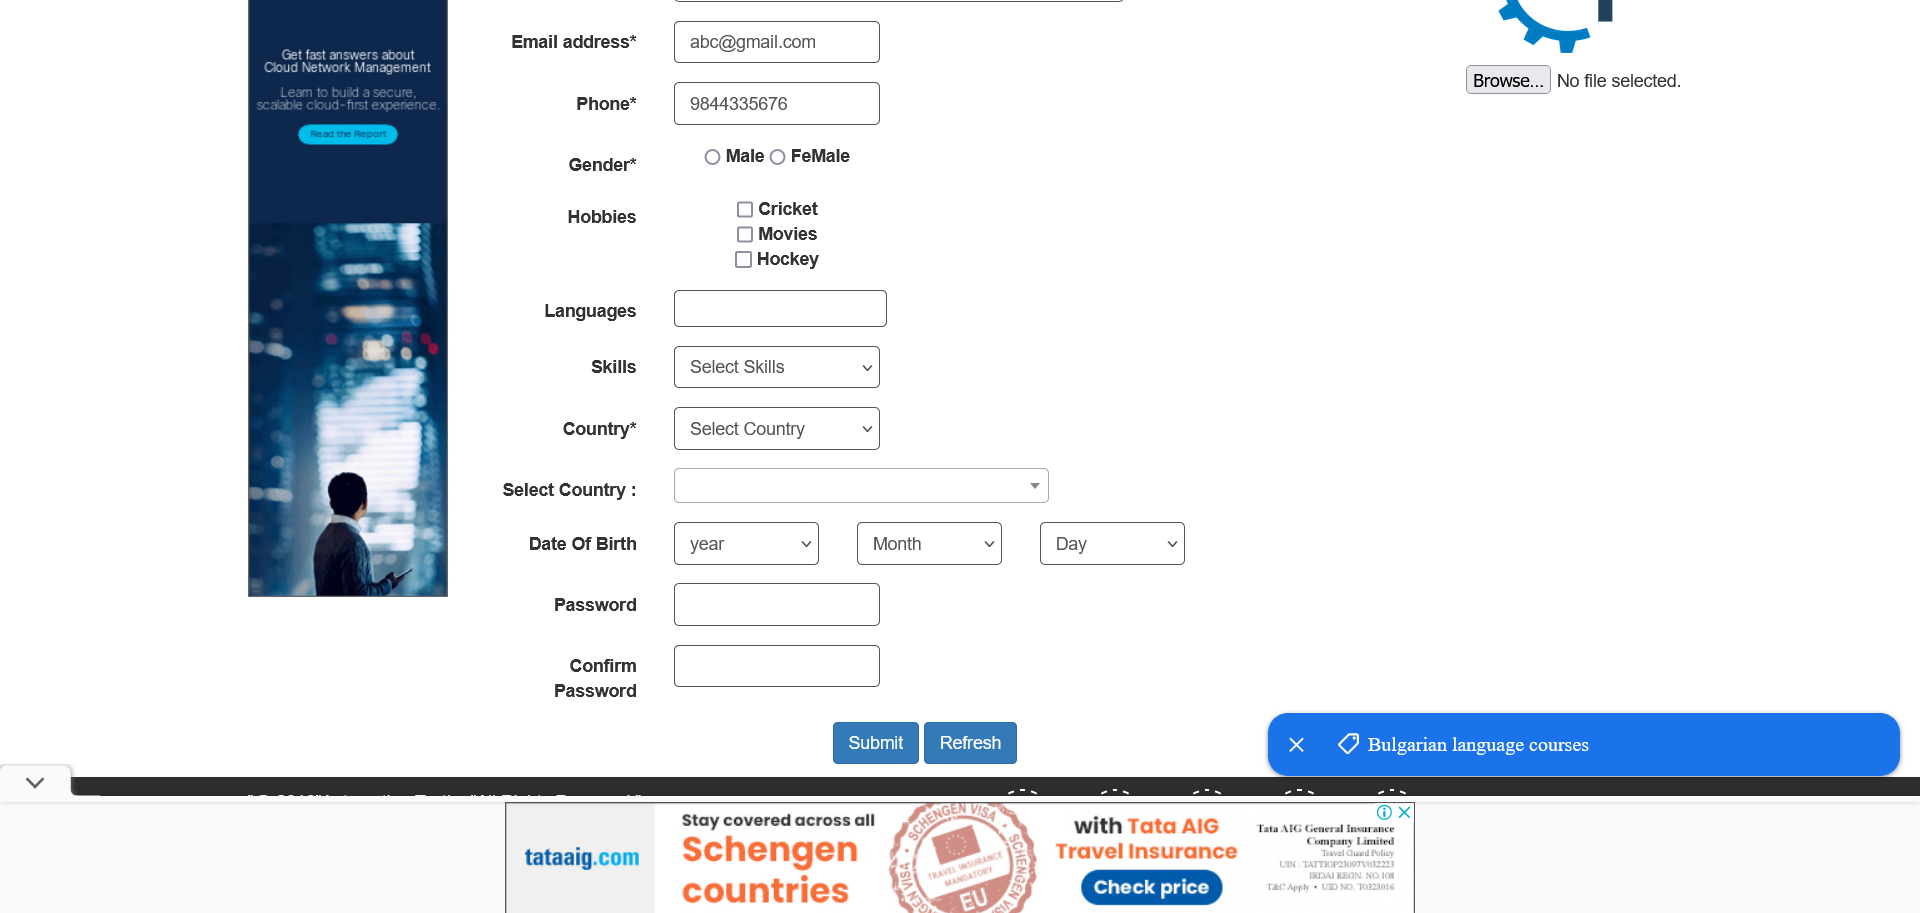 Get fast answers about
Cloud Network Management
Learn to build a secure,
scalable cloud-first experience.
Read the Report
Email address*
abc@gmail.com
Browse... No file selected.
Phone*
9844335676
Gender*
Male FeMale
Hobbies
Cricket
Movies
Hockey
Languages
Skills
Select Skills
Country*
Select Country
Select Country :
Date Of Birth
year
Month
Day
Password
Confirm
Password
Submit
Refresh
Bulgarian language courses
tataaig.com
Stay covered across all
Schengen
countries
SCHENGEN VISA
TRAVEL INSURANCE
MANDATORY
EU
with Tata AIG
Travel Insurance
Check price
Tata AIG General Insurance
Company Limited
Travel Guard Policy
UIN : TATTIOP23097V032223
IRDAI REGN. NO.108
T&C Apply • UID NO. 10323016